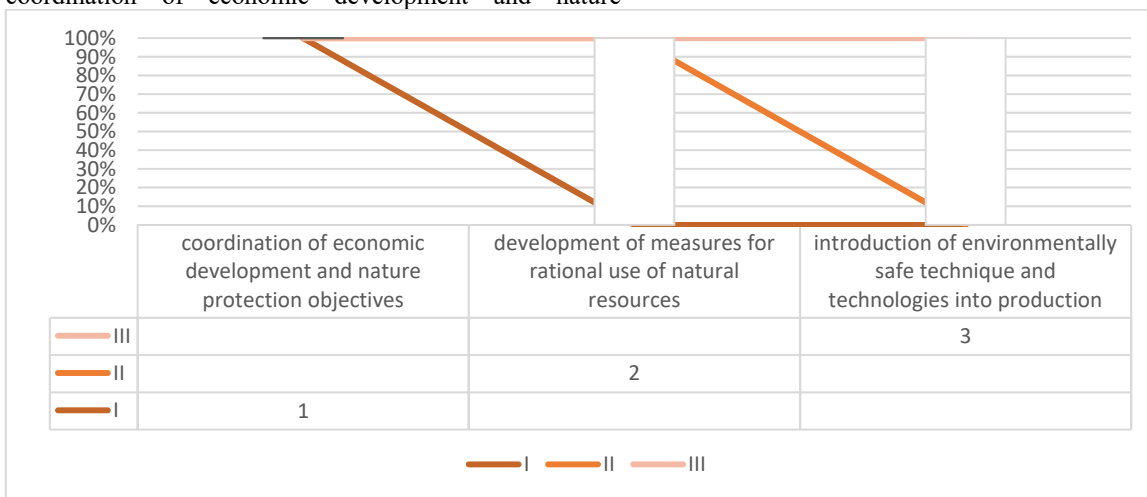 coordination of economic development and nature
100%
90%
80%
70%
60%
50%
40%
30%
20%
10%
0%
coordination of economic
development and nature
protection objectives
development of measures for
rational use of natural
resources
introduction of environmentally
safe technique and
technologies into production
III 3
II 2
I 1
I II III